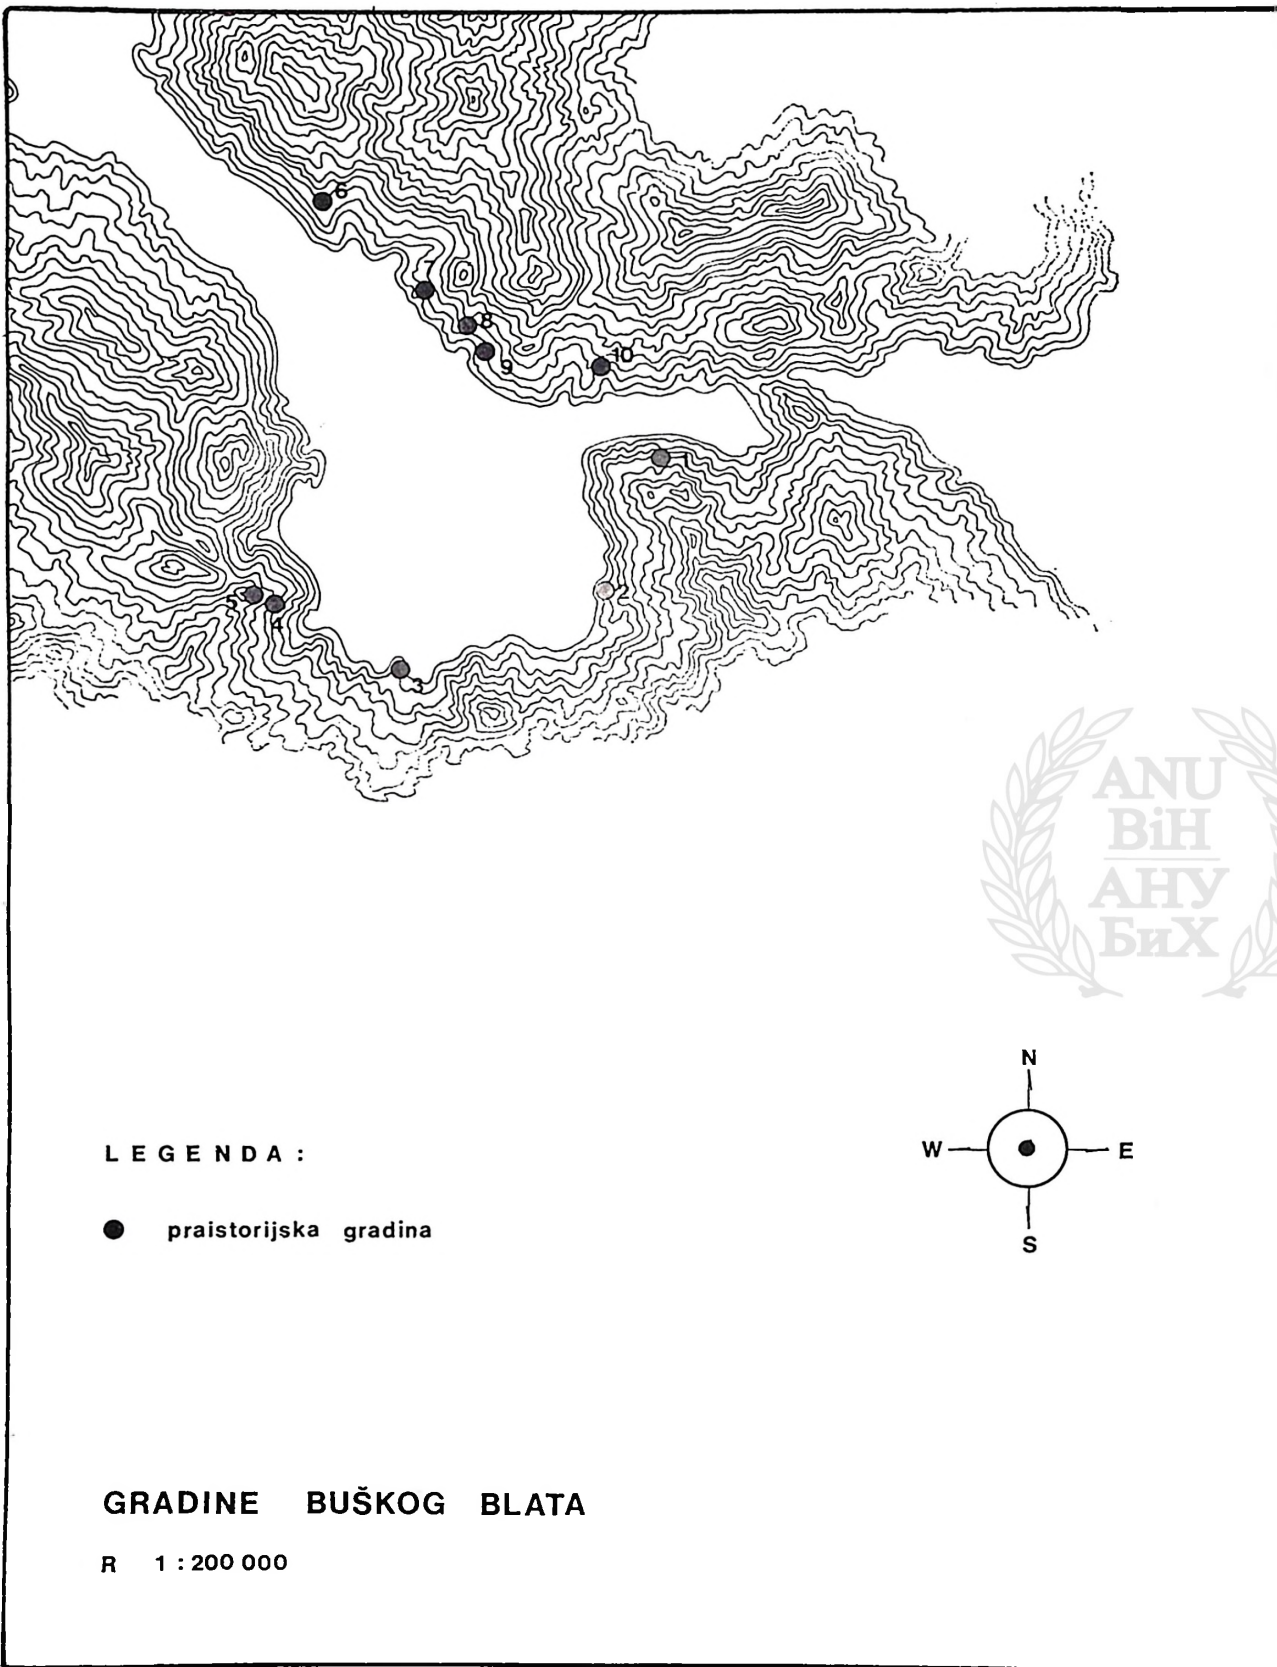 6
7
8
9
10
1
2
5
4
3
ANU
BiH
АНУ
БиХ
N
W E
S
LEGENDA:
praistorijska gradina
GRADINE BUŠKOG BLATA
R 1 : 200 000